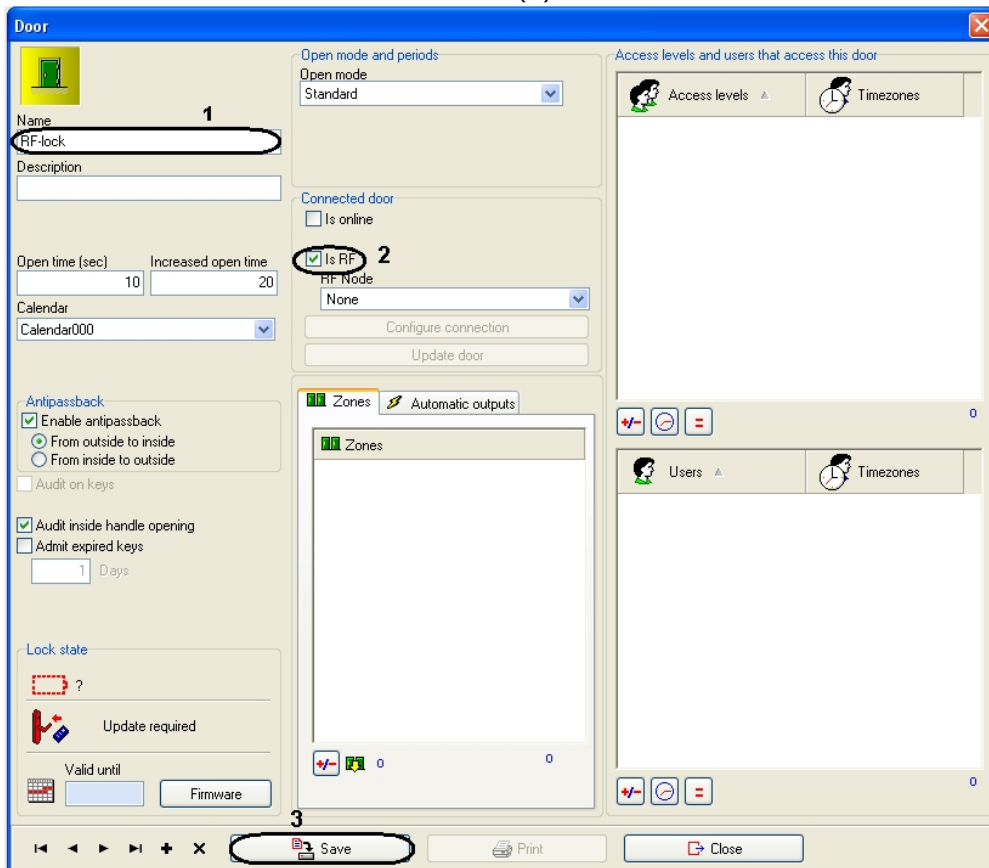 Door
Name
1
RF-lock
Description
Open time (sec)
Increased open time
10
20
Calendar
Calendar000
Antipassback
Enable antipassback
From outside to inside
From inside to outside
Audit on keys
Audit inside handle opening
Admit expired keys
1 Days
Lock state
?
Update required
Valid until
Firmware
Open mode and periods
Open mode
Standard
Connected door
Is online
Is RF
2
RF Node
None
Configure connection
Update door
Zones
Automatic outputs
Zones
+/-
0
0
Access levels and users that access this door
Access levels
Timezones
+/-
=
0
Users
Timezones
+/-
=
0
3
Save
Print
Close